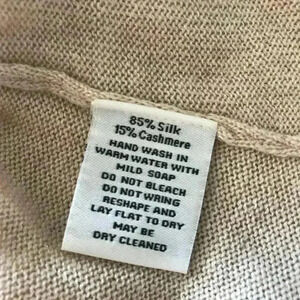 85% Silk
15% Cashmere
HAND WASH IN
WARM WATER WITH
MILD SOAP
DO NOT BLEACH
DO NOT WRING
RESHAPE AND
LAY FLAT TO DRY
MAY BE
DRY CLEANED